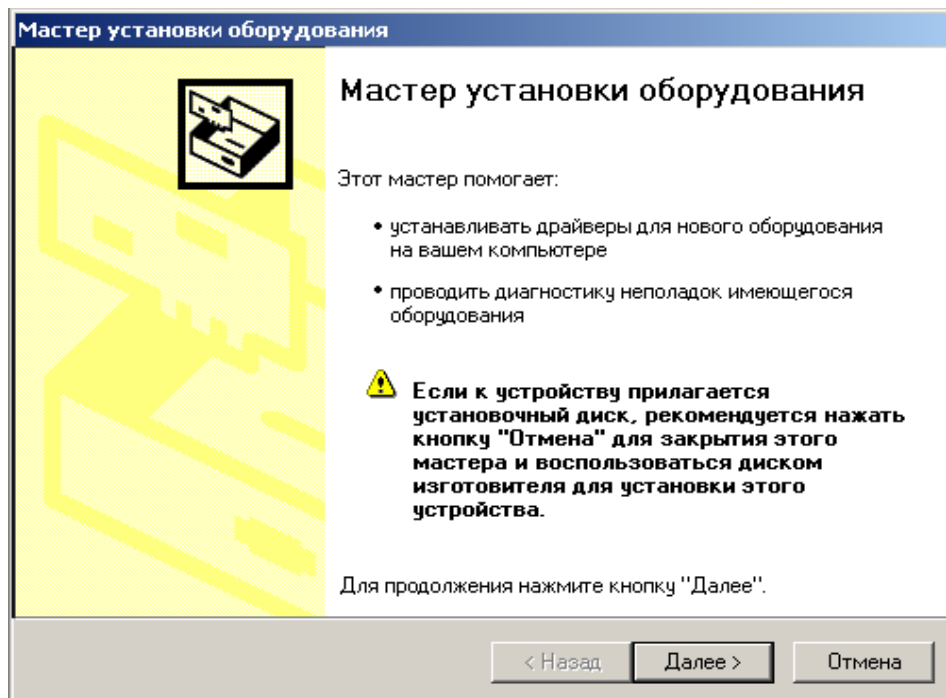 Мастер установки оборудования
Мастер установки оборудования
Этот мастер помогает:
• устанавливать драйверы для нового оборудования
на вашем компьютере
• проводить диагностику неполадок имеющегося
оборудования
Если к устройству прилагается
установочный диск, рекомендуется нажать
кнопку "Отмена" для закрытия этого
мастера и воспользоваться диском
изготовителя для установки этого
устройства.
Для продолжения нажмите кнопку "Далее".
< Назад
Далее >
Отмена